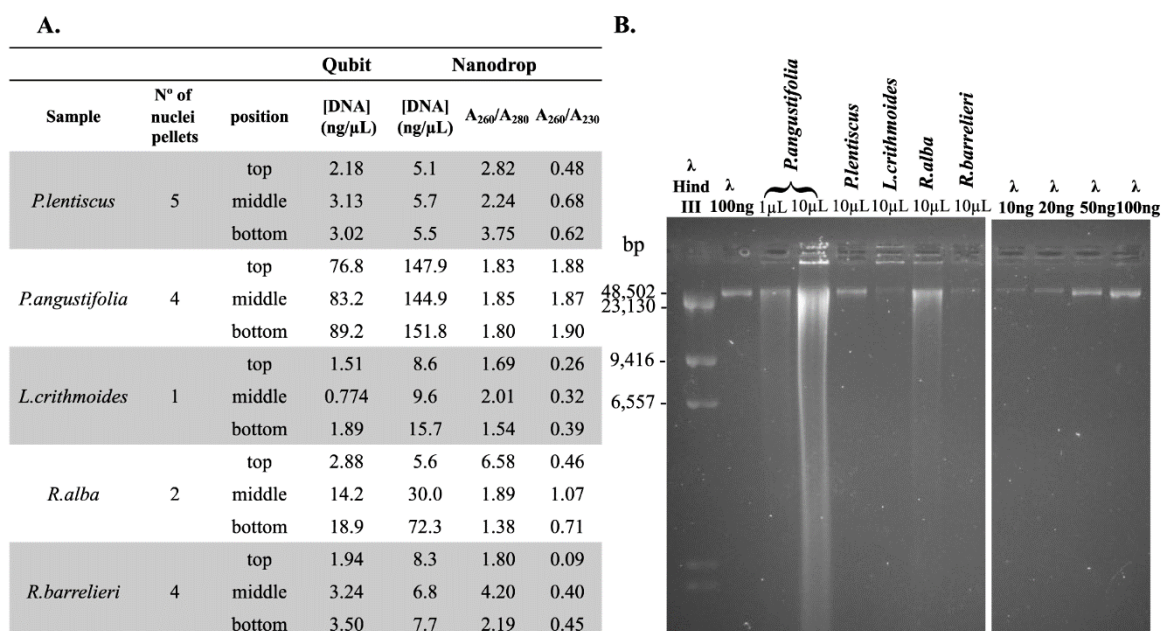 A.
Qubit Nanodrop
Sample Nº of nuclei pellets position [DNA] (ng/µL) [DNA] (ng/µL) A260/A280 A260/A230
top 2.18 5.1 2.82 0.48
P.lentiscus 5 middle 3.13 5.7 2.24 0.68
bottom 3.02 5.5 3.75 0.62
top 76.8 147.9 1.83 1.88
P.angustifolia 4 middle 83.2 144.9 1.85 1.87
bottom 89.2 151.8 1.80 1.90
top 1.51 8.6 1.69 0.26
L.crithmoides 1 middle 0.774 9.6 2.01 0.32
bottom 1.89 15.7 1.54 0.39
top 2.88 5.6 6.58 0.46
R.alba 2 middle 14.2 30.0 1.89 1.07
bottom 18.9 72.3 1.38 0.71
top 1.94 8.3 1.80 0.09
R.barrelieri 4 middle 3.24 6.8 4.20 0.40
bottom 3.50 7.7 2.19 0.45
B.
P.angustifolia
P.lentiscus
L.crithmoides
R.alba
R.barrelieri
λ
Hind λ λ λ λ λ
III 100ng 1µL 10µL 10µL 10µL 10µL 10µL 10ng 20ng 50ng 100ng
bp
48,502 -
23,130 -
9,416 -
6,557 -